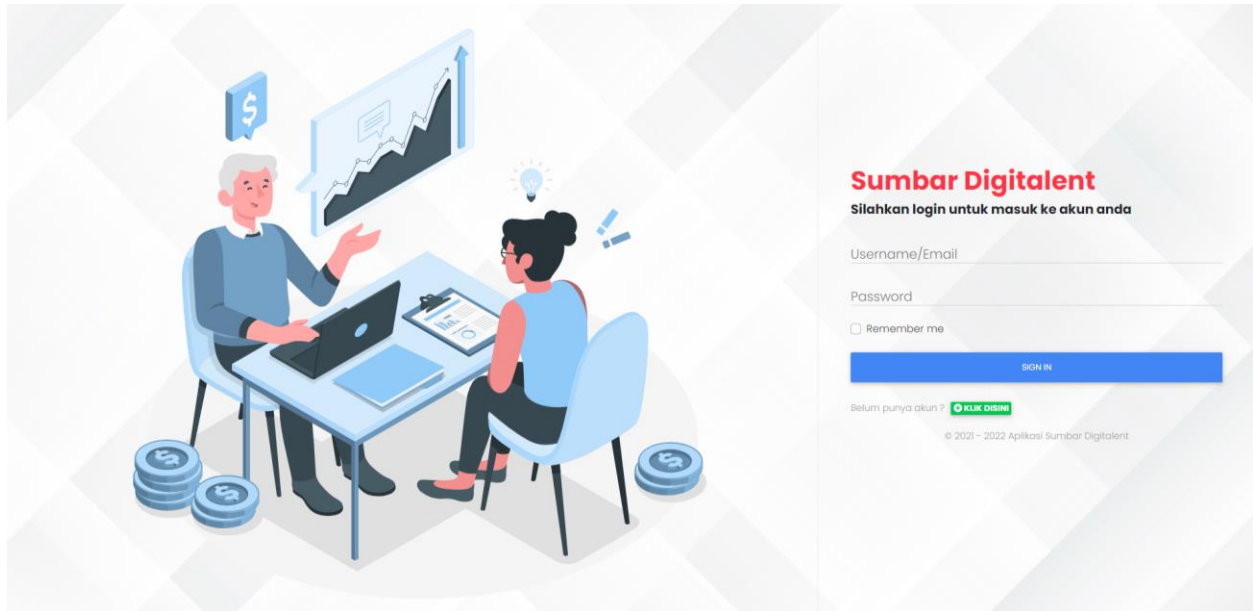 $
Sumbar Digitalent
Silahkan login untuk masuk ke akun anda
Username/Email
Password
Remember me
SIGN IN
Belum punya akun ? KLIK DISINI
© 2021 - 2022 Aplikasi Sumbar Digitalent
$
$
$